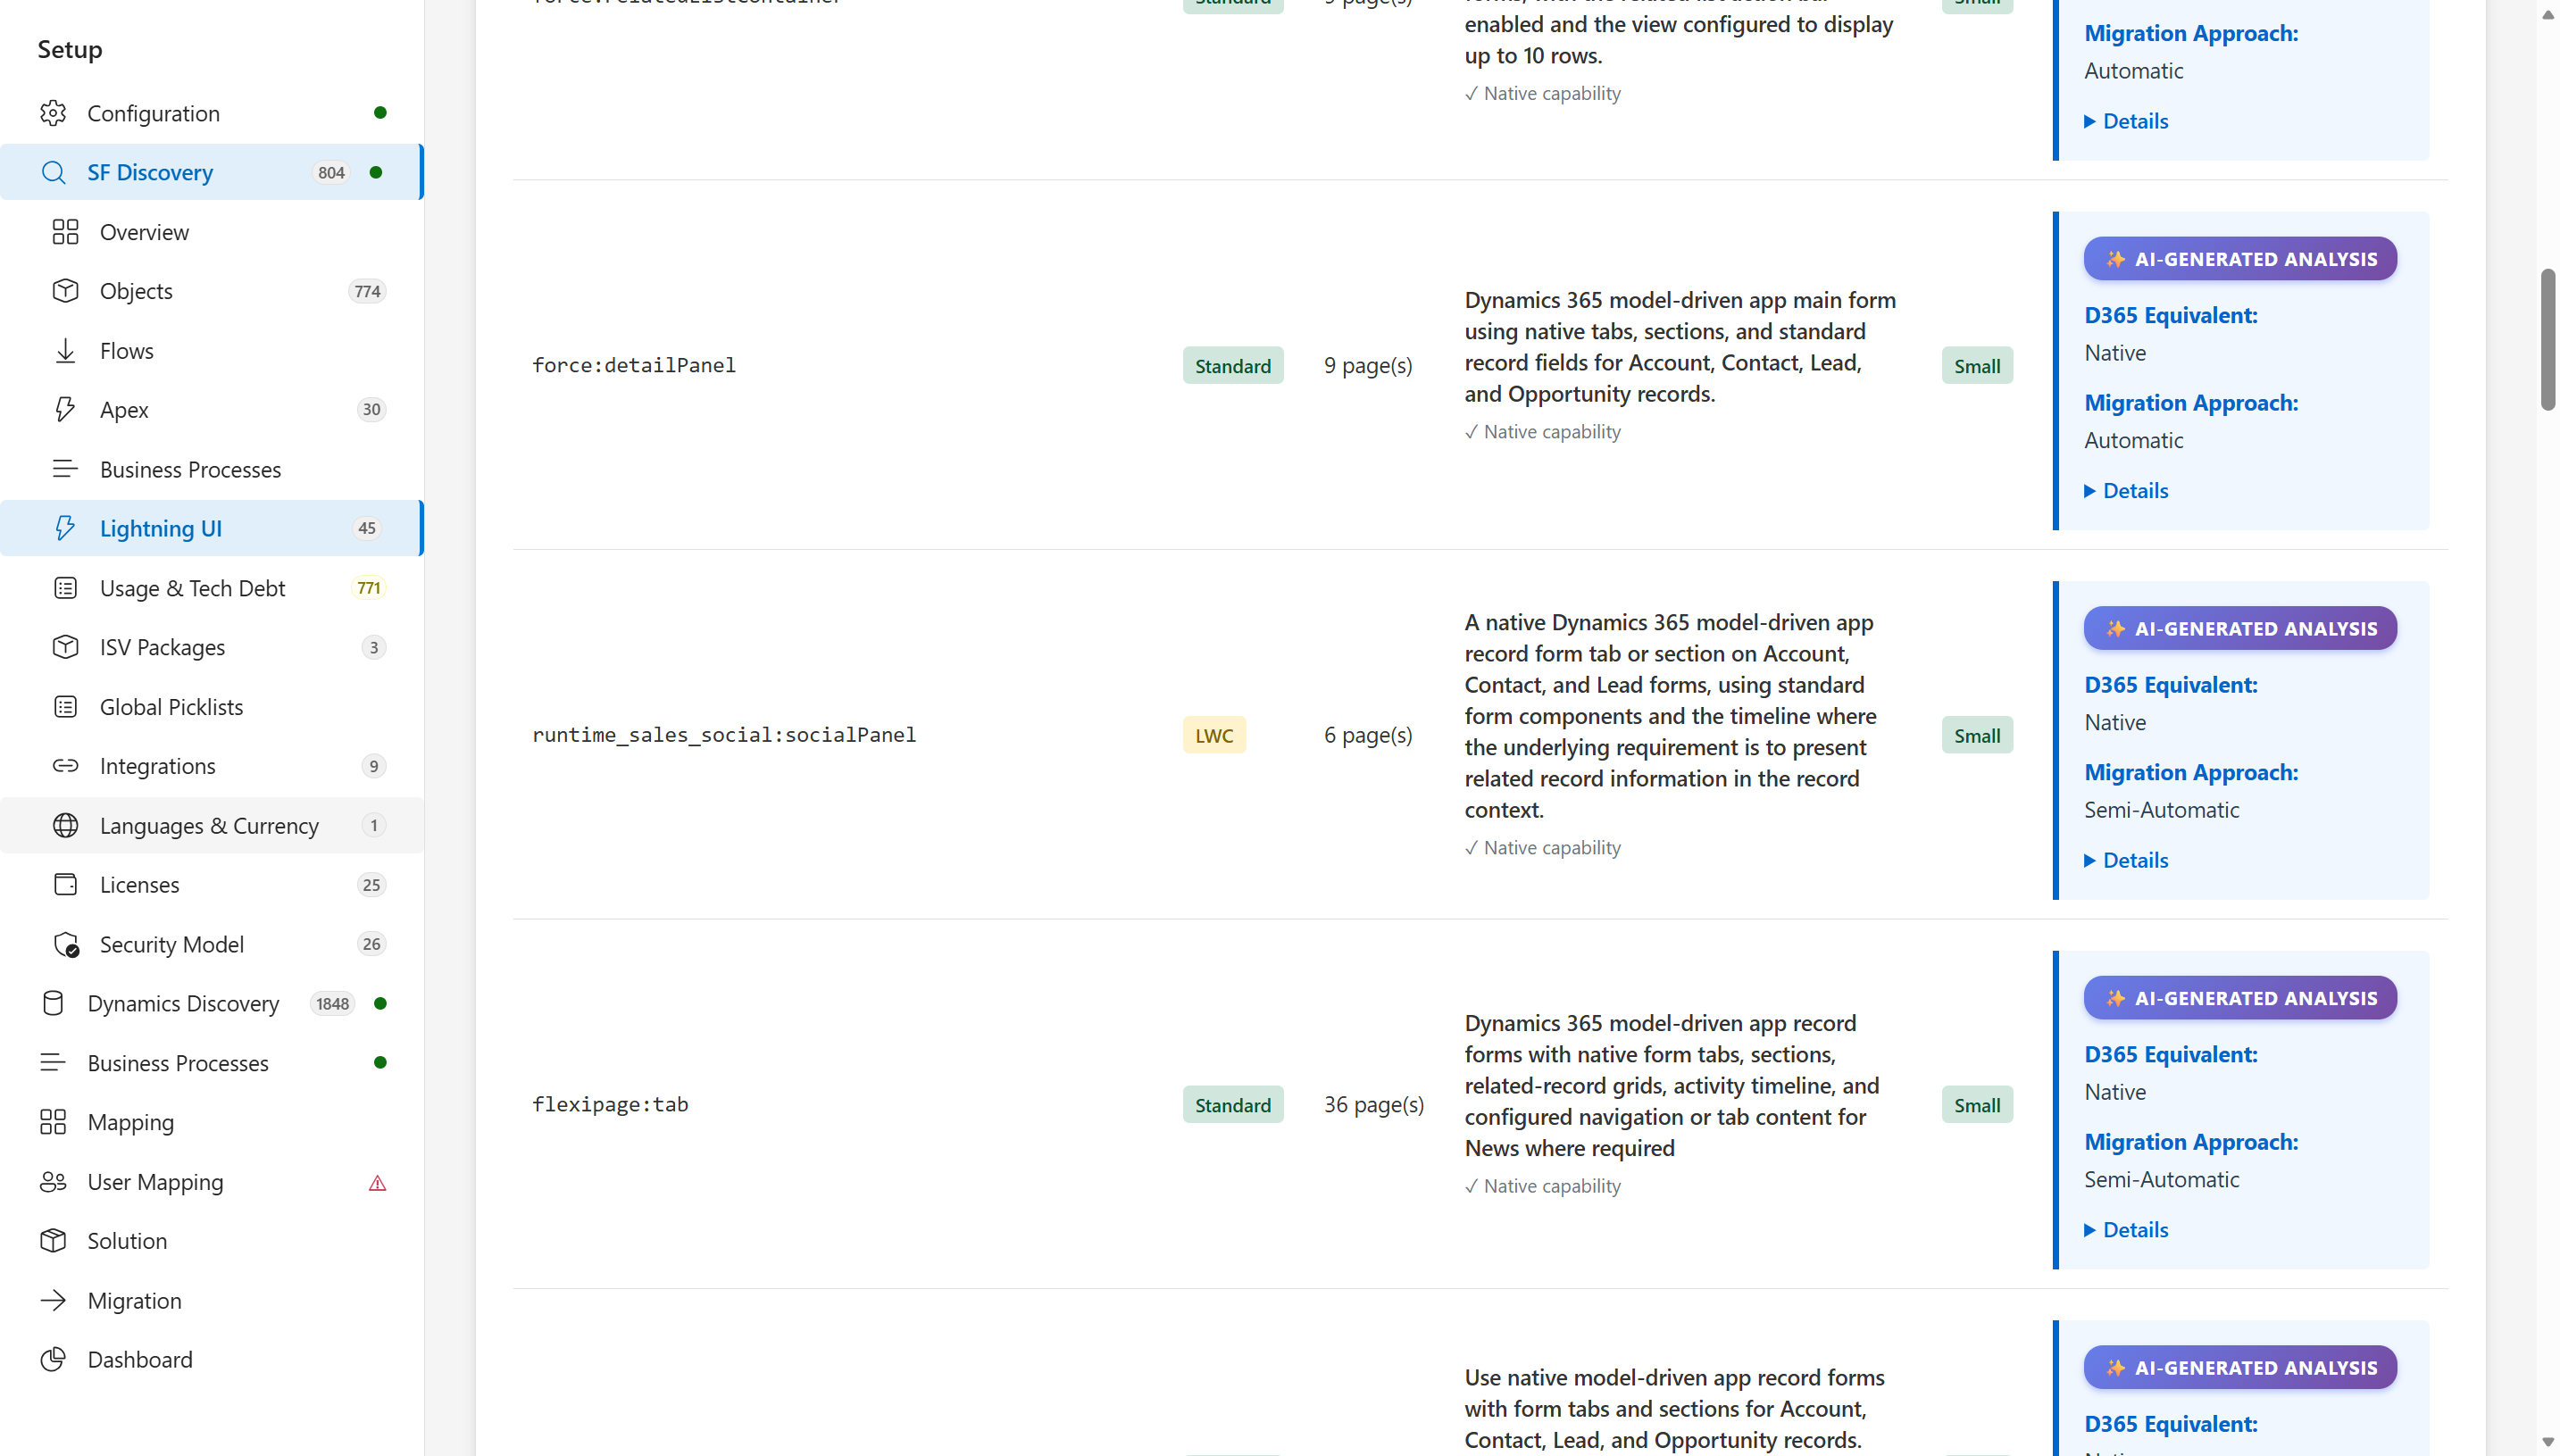 Setup
Configuration
SF Discovery 804
Overview
Objects 774
Flows
Apex 30
Business Processes
Lightning UI 45
Usage & Tech Debt 771
ISV Packages 3
Global Picklists
Integrations 9
Languages & Currency 1
Licenses 25
Security Model 26
Dynamics Discovery 1848
Business Processes
Mapping
User Mapping
Solution
Migration
Dashboard
enabled and the view configured to display
up to 10 rows.
✓ Native capability
Migration Approach:
Automatic
▶ Details
force:detailPanel
Standard
9 page(s)
Dynamics 365 model-driven app main form
using native tabs, sections, and standard
record fields for Account, Contact, Lead,
and Opportunity records.
✓ Native capability
Small
✨ AI-GENERATED ANALYSIS
D365 Equivalent:
Native
Migration Approach:
Automatic
▶ Details
runtime_sales_social:socialPanel
LWC
6 page(s)
A native Dynamics 365 model-driven app
record form tab or section on Account,
Contact, and Lead forms, using standard
form components and the timeline where
the underlying requirement is to present
related record information in the record
context.
✓ Native capability
Small
✨ AI-GENERATED ANALYSIS
D365 Equivalent:
Native
Migration Approach:
Semi-Automatic
▶ Details
flexipage:tab
Standard
36 page(s)
Dynamics 365 model-driven app record
forms with native form tabs, sections,
related-record grids, activity timeline, and
configured navigation or tab content for
News where required
✓ Native capability
Small
✨ AI-GENERATED ANALYSIS
D365 Equivalent:
Native
Migration Approach:
Semi-Automatic
▶ Details
Use native model-driven app record forms
with form tabs and sections for Account,
Contact, Lead, and Opportunity records.
✨ AI-GENERATED ANALYSIS
D365 Equivalent: